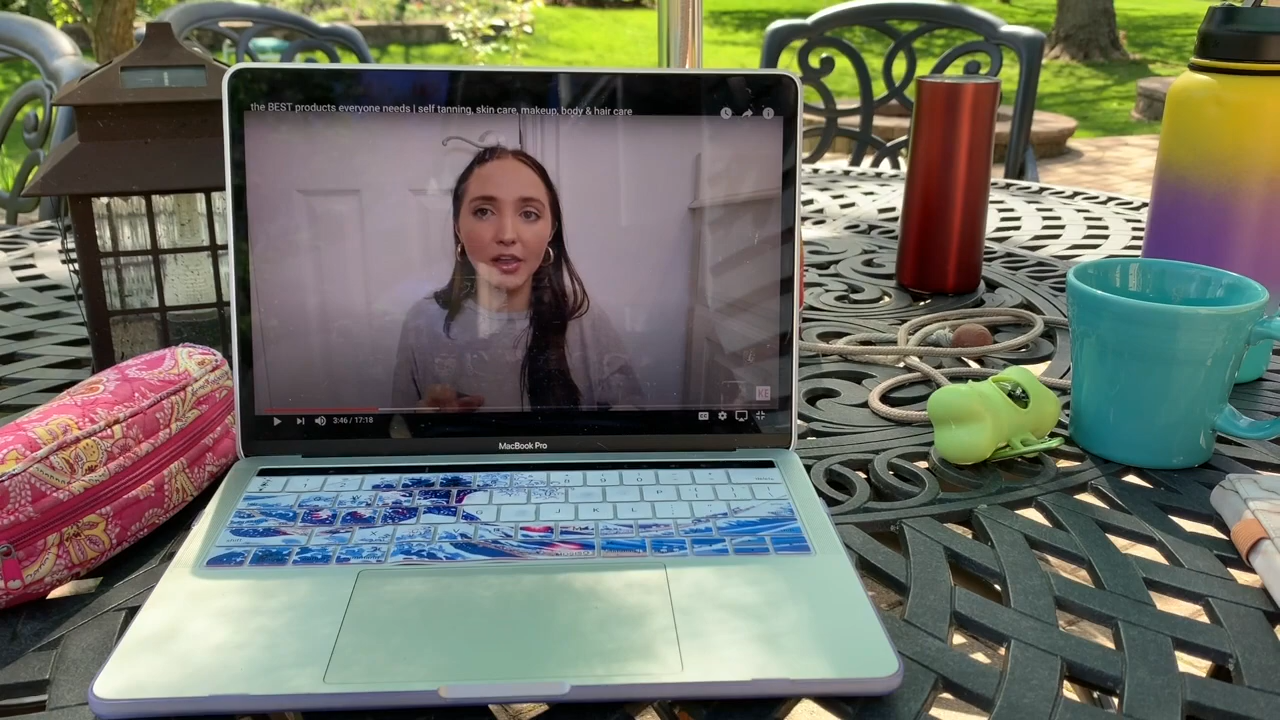 the BEST products everyone needs | self tanning, skin care, makeup, body & hair care
KE
3:46 / 17:18
MacBook Pro